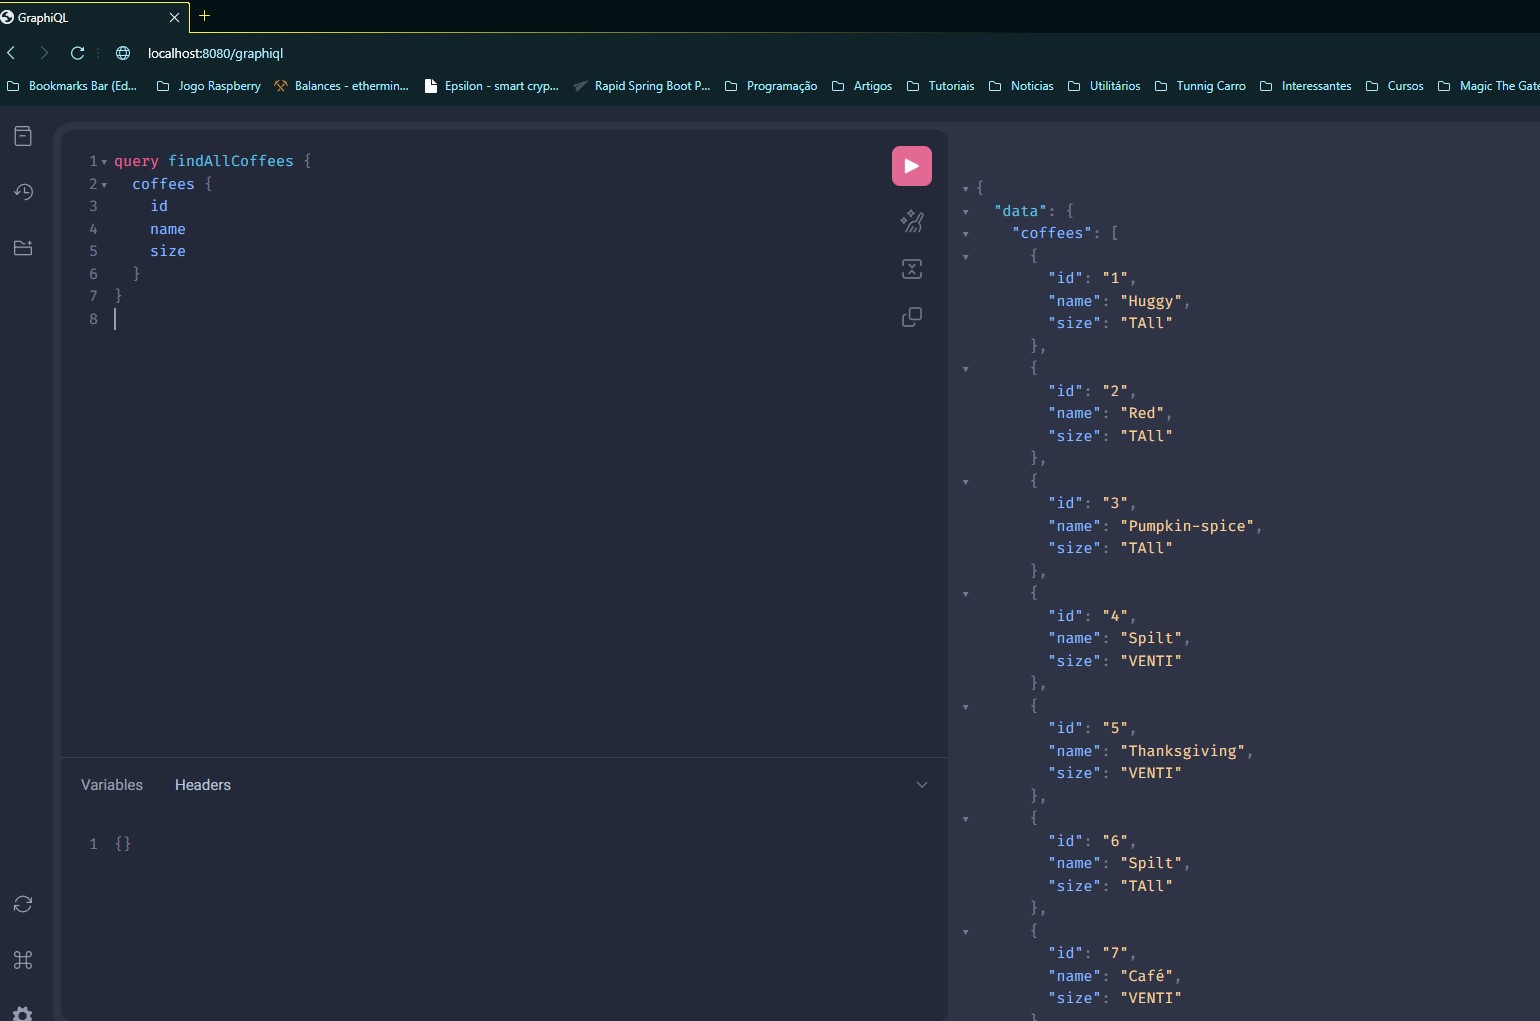 GraphiQL
localhost:8080/graphiql
Bookmarks Bar (Ed... Jogo Raspberry Balances - ethermin... Epsilon - smart cryp... Rapid Spring Boot P... Programação Artigos Tutoriais Noticias Utilitários Tunnig Carro Interessantes Cursos Magic The Gate
1 query findAllCoffees {
2 coffees {
3 id
4 name
5 size
6 }
7 }
8
Variables Headers
1 {}
{
"data": {
"coffees": [
{
"id": "1",
"name": "Huggy",
"size": "TAll"
},
{
"id": "2",
"name": "Red",
"size": "TAll"
},
{
"id": "3",
"name": "Pumpkin-spice",
"size": "TAll"
},
{
"id": "4",
"name": "Spilt",
"size": "VENTI"
},
{
"id": "5",
"name": "Thanksgiving",
"size": "VENTI"
},
{
"id": "6",
"name": "Spilt",
"size": "TAll"
},
{
"id": "7",
"name": "Café",
"size": "VENTI"
}